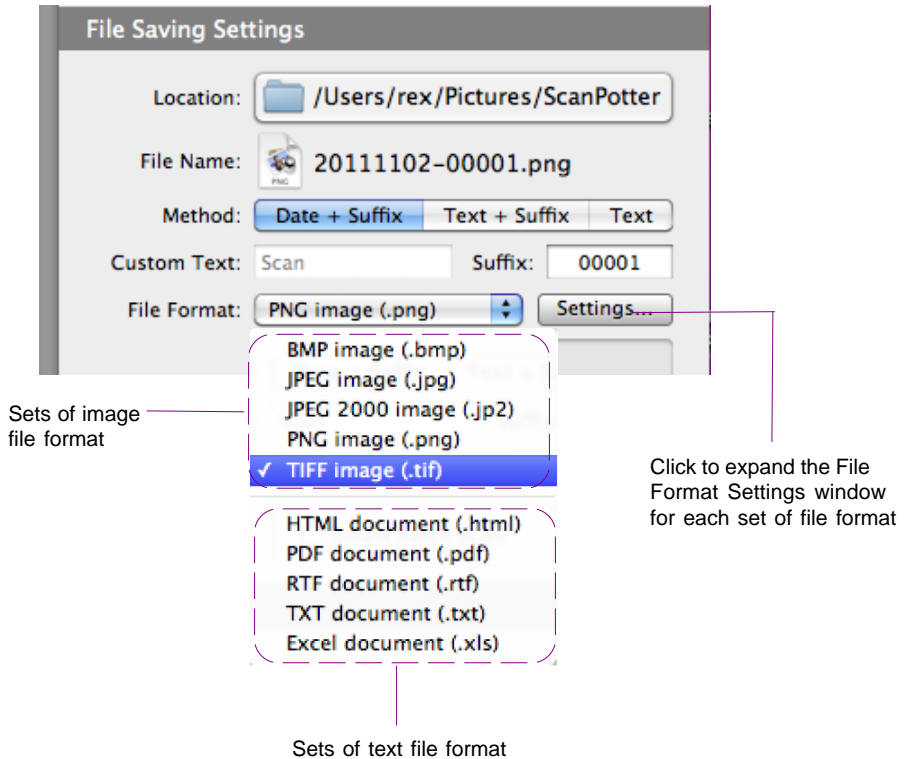 File Saving Settings
Location: /Users/rex/Pictures/ScanPotter
File Name: PNG 20111102-00001.png
Method: Date + Suffix Text + Suffix Text
Custom Text: Scan Suffix: 00001
File Format: PNG image (.png) Settings...
BMP image (.bmp)
JPEG image (.jpg)
JPEG 2000 image (.jp2)
PNG image (.png)
✓ TIFF image (.tif)
HTML document (.html)
PDF document (.pdf)
RTF document (.rtf)
TXT document (.txt)
Excel document (.xls)
Sets of image
file format
Click to expand the File
Format Settings window
for each set of file format
Sets of text file format